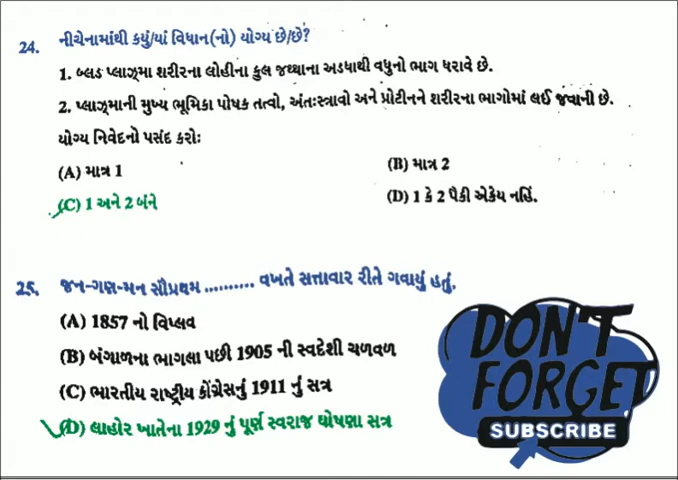 24. નીચેનામાંથી કયું/યાં વિધાન(નો) યોગ્ય છે/છે?
1. બ્લડ પ્લાઝ્મા શરીરના લોહીના કુલ જથ્થાના અડધાથી વધુનો ભાગ ધરાવે છે.
2. પ્લાઝ્માની મુખ્ય ભૂમિકા પોષક તત્વો, અંતઃસ્ત્રાવો અને પ્રોટીનને શરીરના ભાગોમાં લઈ જવાની છે.
યોગ્ય નિવેદનો પસંદ કરોઃ
(A) માત્ર 1
(B) માત્ર 2
(C) 1 અને 2 બંને
(D) 1 કે 2 પૈકી એકેય નહિં.
25. જન-ગણ-મન સૌપ્રથમ .......... વખતે સત્તાવાર રીતે ગવાયું હતું.
(A) 1857 નો વિપ્લવ
(B) બંગાળના ભાગલા પછી 1905 ની સ્વદેશી ચળવળ
(C) ભારતીય રાષ્ટ્રીય કોંગ્રેસનું 1911 નું સત્ર
(D) લાહોર ખાતેના 1929 નું પૂર્ણ સ્વરાજ ઘોષણા સત્ર
DON'T
FORGET
SUBSCRIBE